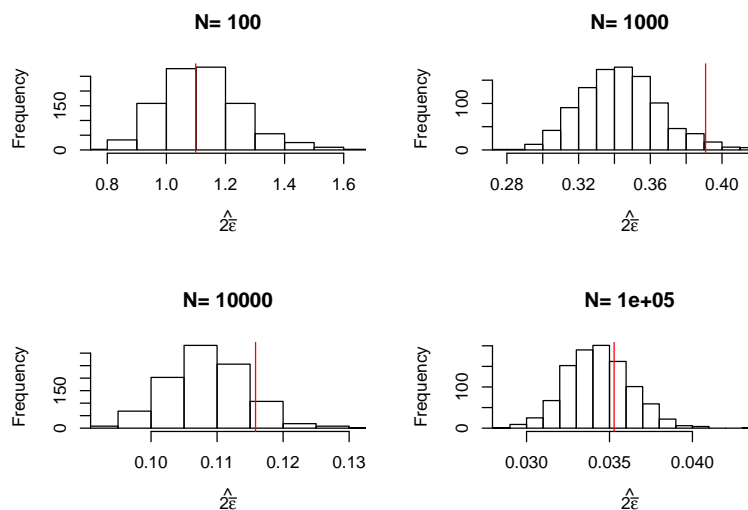 N= 100
Frequency
0
150
0.8 1.0 1.2 1.4 1.6
2ε̂
N= 1000
Frequency
0
100
0.28 0.32 0.36 0.40
2ε̂
N= 10000
Frequency
0
150
0.10 0.11 0.12 0.13
2ε̂
N= 1e+05
Frequency
0
100
0.030 0.035 0.040
2ε̂